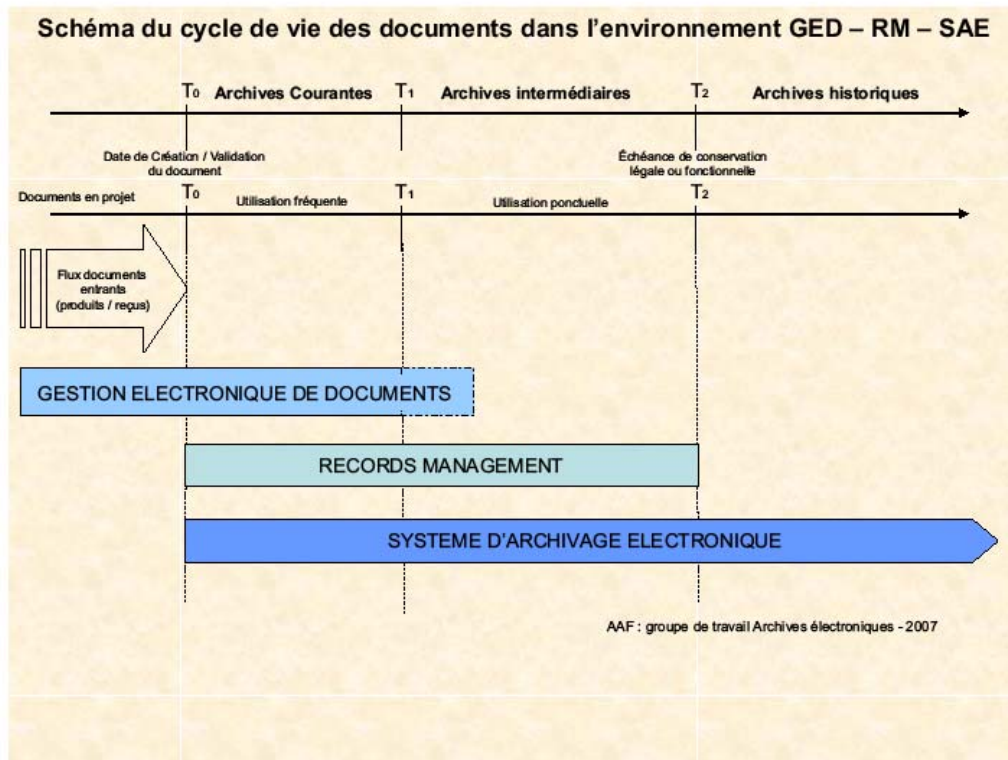 Schéma du cycle de vie des documents dans l'environnement GED – RM – SAE
T0 Archives Courantes T1 Archives intermédiaires T2 Archives historiques
Date de Création / Validation
du document
Échéance de conservation
légale ou fonctionnelle
Documents en projet T0 Utilisation fréquente T1 Utilisation ponctuelle T2
Flux documents
entrants
(produits / reçus)
GESTION ELECTRONIQUE DE DOCUMENTS
RECORDS MANAGEMENT
SYSTEME D'ARCHIVAGE ELECTRONIQUE
AAF : groupe de travail Archives électroniques - 2007